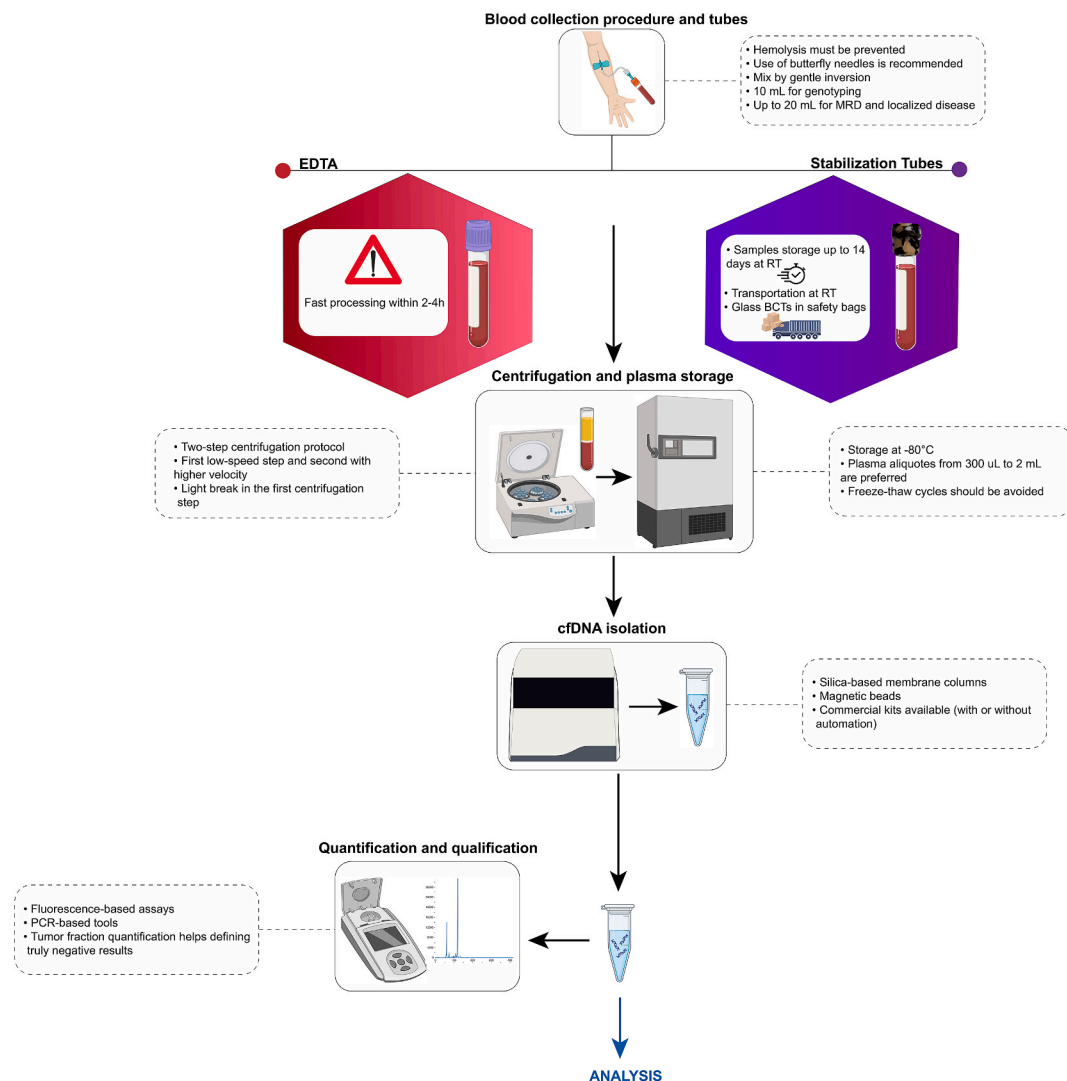 Blood collection procedure and tubes
• Hemolysis must be prevented
• Use of butterfly needles is recommended
• Mix by gentle inversion
• 10 mL for genotyping
• Up to 20 mL for MRD and localized disease
EDTA
Stabilization Tubes
Fast processing within 2-4h
• Samples storage up to 14
days at RT
• Transportation at RT
• Glass BCTs in safety bags
Centrifugation and plasma storage
• Two-step centrifugation protocol
• First low-speed step and second with
higher velocity
• Light break in the first centrifugation
step
• Storage at -80°C
• Plasma aliquotes from 300 uL to 2 mL
are preferred
• Freeze-thaw cycles should be avoided
cfDNA isolation
• Silica-based membrane columns
• Magnetic beads
• Commercial kits available (with or without
automation)
Quantification and qualification
• Fluorescence-based assays
• PCR-based tools
• Tumor fraction quantification helps defining
truly negative results
ANALYSIS